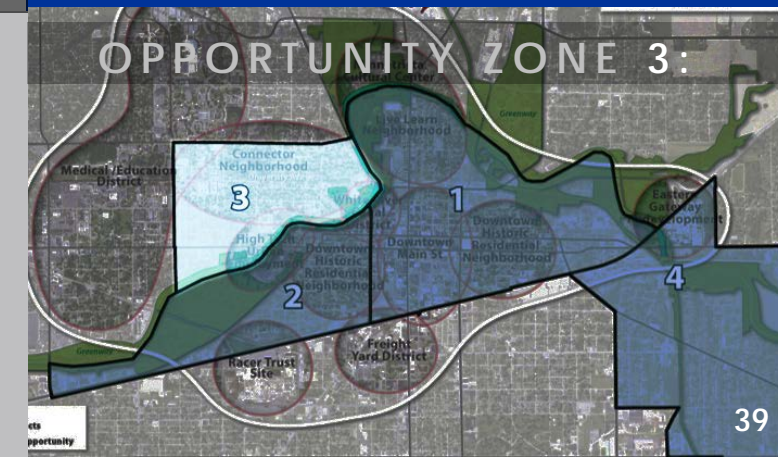 OPPORTUNITY ZONE 3:
Cultural Center
Greenway
Live Learn
Neighborhood
Connector
Neighborhood
Medical /Education
District
3
1
Eastern
Gateway
Development
High Tech
Downtown
Historic
Residential
Neighborhood
Downtown
Main St.
Downtown
Historic
Residential
Neighborhood
2
4
Greenway
Racer Trust
Site
Freight
Yard District
cts
pportunity
39